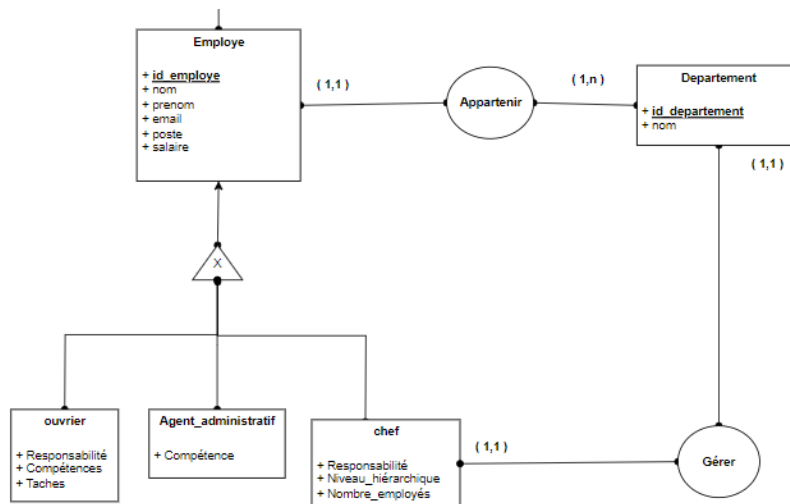 Employe
+ id_employe
+ nom
+ prenom
+ email
+ poste
+ salaire
( 1,1 )
Appartenir
( 1,n )
Departement
+ id_departement
+ nom
( 1,1 )
X
ouvrier
+ Responsabilité
+ Compétences
+ Taches
Agent_administratif
+ Compétence
chef
+ Responsabilité
+ Niveau_hiérarchique
+ Nombre_employés
( 1,1 )
Gérer